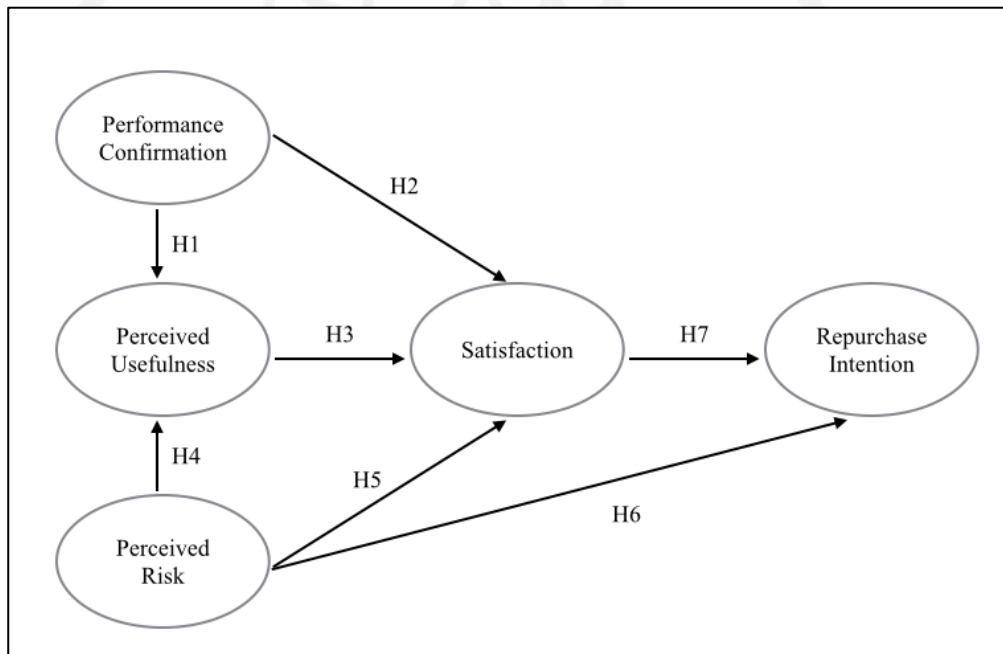 Performance
Confirmation
H2
H1
Perceived
Usefulness
H3
Satisfaction
H7
Repurchase
Intention
H4
H5
H6
Perceived
Risk